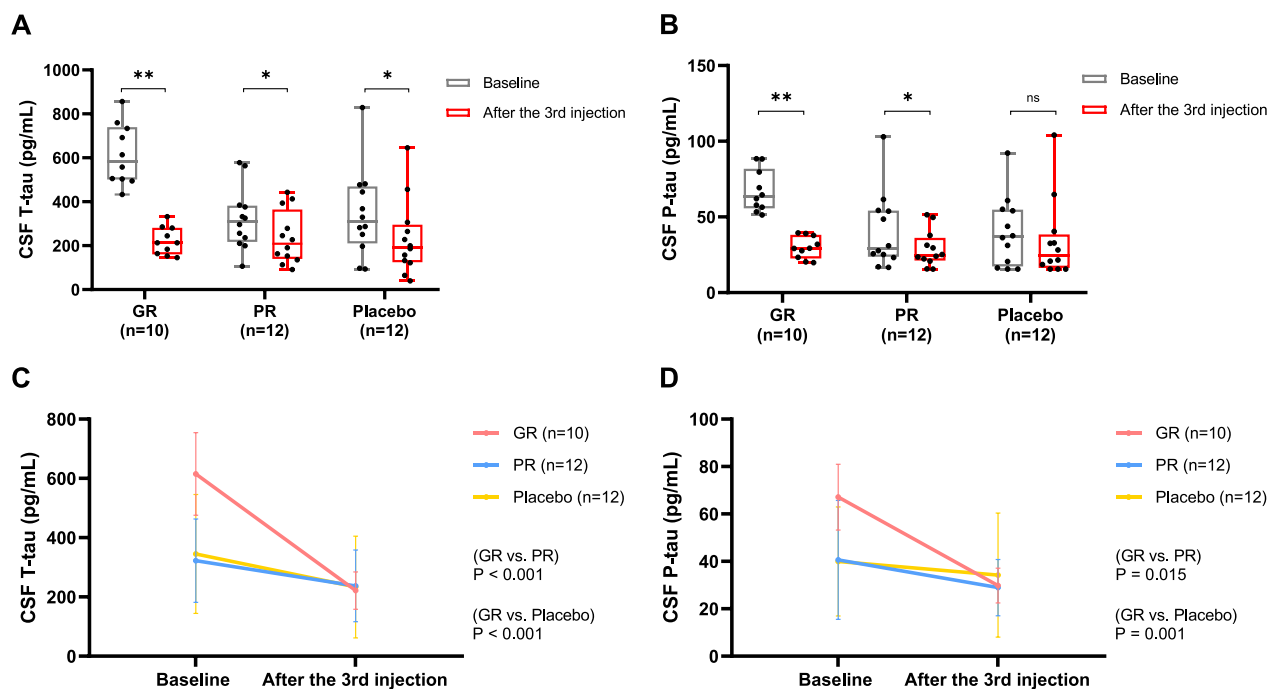 A
CSF T-tau (pg/mL)
1000
800
600
400
200
0
**
*
*
GR
(n=10)
PR
(n=12)
Placebo
(n=12)
Baseline
After the 3rd injection
B
CSF P-tau (pg/mL)
150
100
50
0
**
*
ns
GR
(n=10)
PR
(n=12)
Placebo
(n=12)
Baseline
After the 3rd injection
C
CSF T-tau (pg/mL)
800
600
400
200
0
Baseline
After the 3rd injection
GR (n=10)
PR (n=12)
Placebo (n=12)
(GR vs. PR)
P < 0.001
(GR vs. Placebo)
P < 0.001
D
CSF P-tau (pg/mL)
100
80
60
40
20
0
Baseline
After the 3rd injection
GR (n=10)
PR (n=12)
Placebo (n=12)
(GR vs. PR)
P = 0.015
(GR vs. Placebo)
P = 0.001